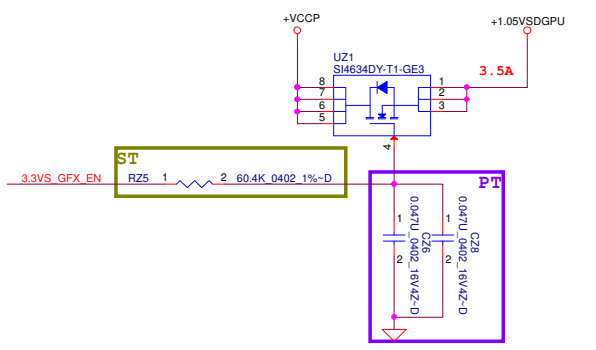 +VCCP
+1.05VSDGPU
UZ1
SI4634DY-T1-GE3
3.5A
8
7
6
5
1
2
3
4
ST
3.3VS_GFX_EN
RZ5
1
2
60.4K_0402_1%~D
PT
1
2
CZ6
0.047U_0402_16V4Z~D
1
2
CZ8
0.047U_0402_16V4Z~D